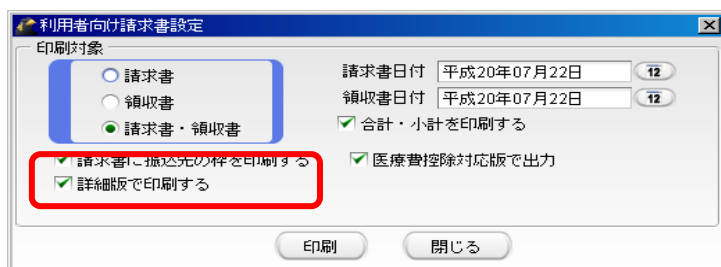 利用者向け請求書設定
印刷対象
請求書
領収書
請求書・領収書
請求書日付 平成20年07月22日 12
領収書日付 平成20年07月22日 12
合計・小計を印刷する
請求書に振込先の枠を印刷する
医療費控除対応版で出力
詳細版で印刷する
印刷 閉じる